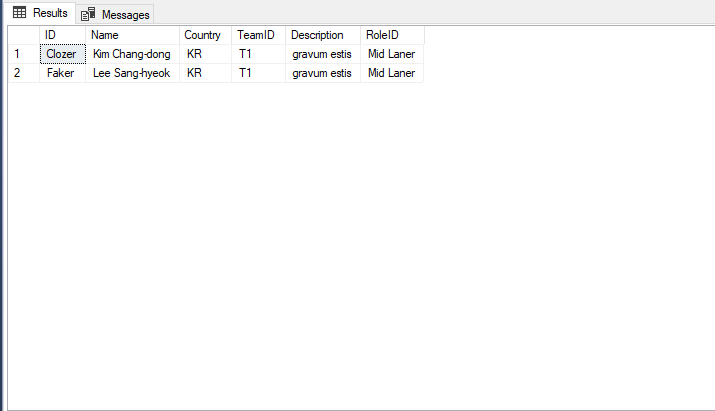 Results Messages
ID Name Country TeamID Description RoleID
1 Clozer Kim Chang-dong KR T1 gravum estis Mid Laner
2 Faker Lee Sang-hyeok KR T1 gravum estis Mid Laner